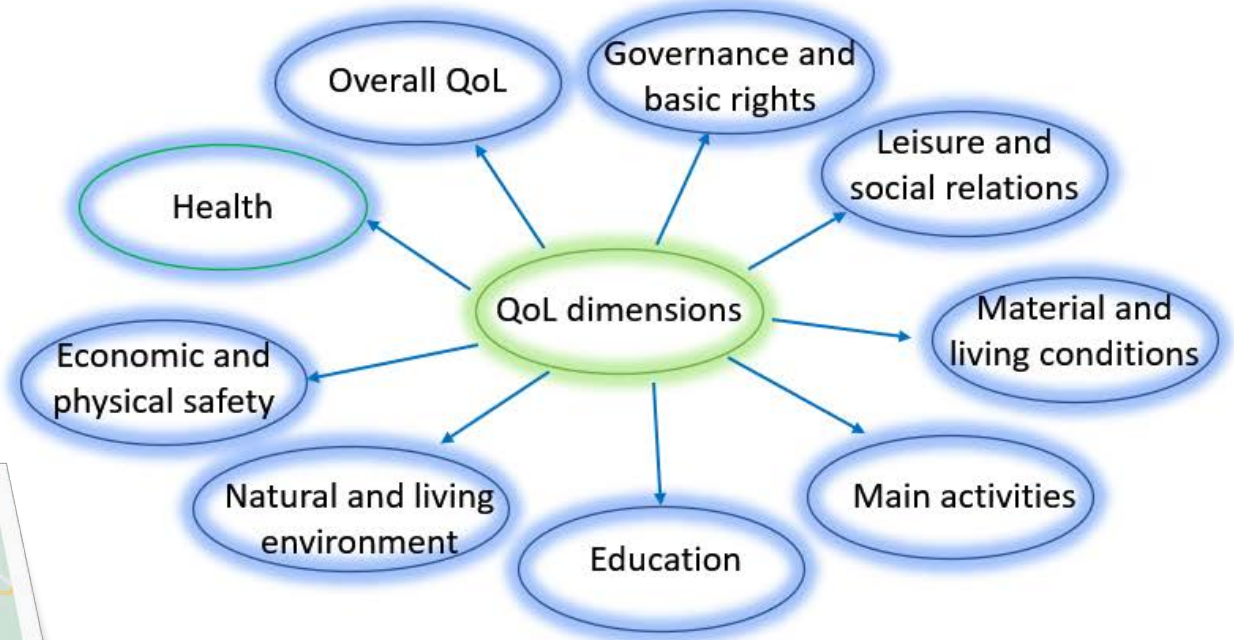 Overall QoL
Governance and
basic rights
Leisure and
social relations
Health
QoL dimensions
Material and
living conditions
Economic and
physical safety
Natural and living
environment
Main activities
Education